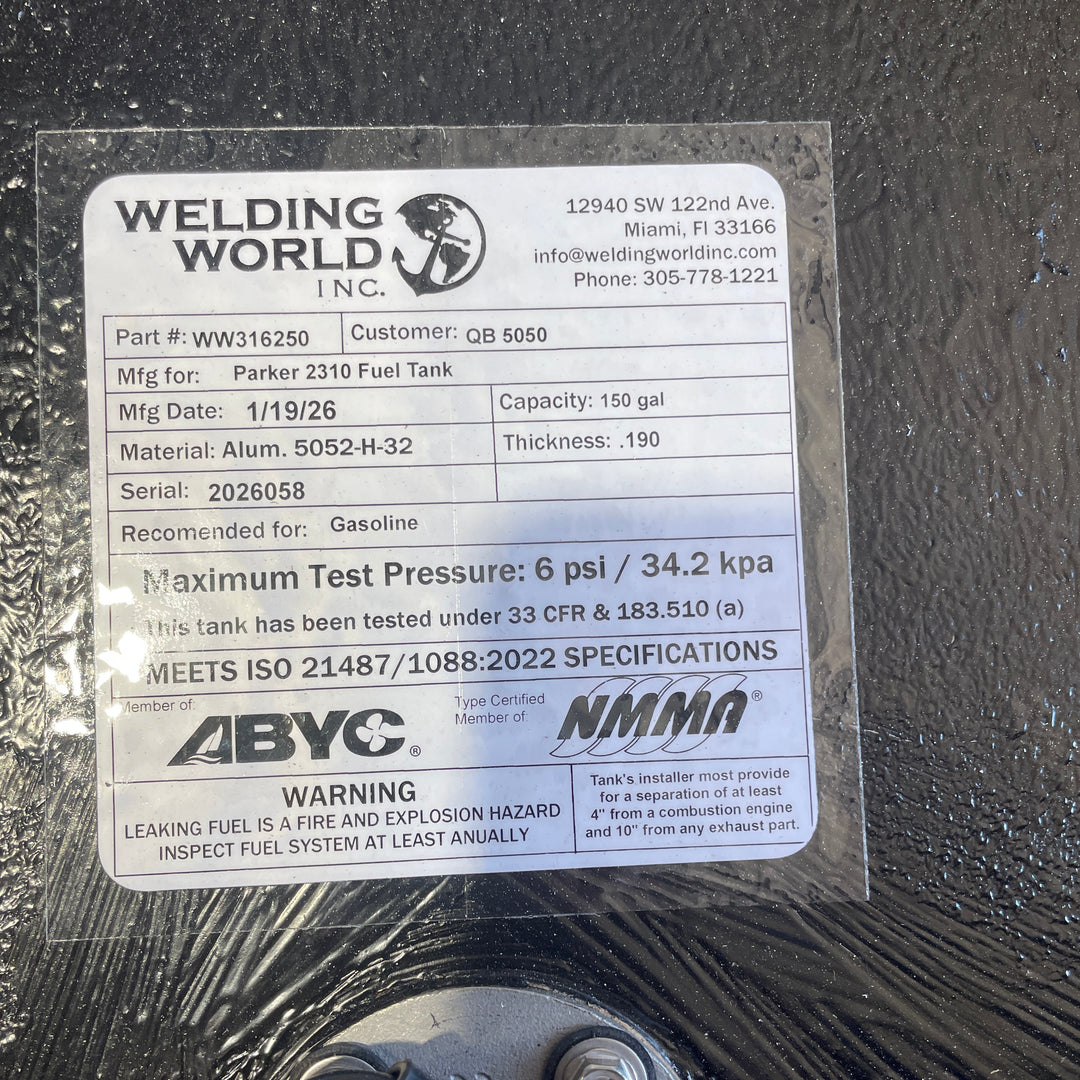 WELDING
WORLD
INC.
12940 SW 122nd Ave.
Miami, Fl 33166
info@weldingworldinc.com
Phone: 305-778-1221
Part #: WW316250
Customer: QB 5050
Mfg for: Parker 2310 Fuel Tank
Mfg Date: 1/19/26
Capacity: 150 gal
Material: Alum. 5052-H-32
Thickness: .190
Serial: 2026058
Recomended for: Gasoline
Maximum Test Pressure: 6 psi / 34.2 kpa
This tank has been tested under 33 CFR & 183.510 (a)
MEETS ISO 21487/1088:2022 SPECIFICATIONS
Member of:
ABYC®
Type Certified
Member of:
NMMA®
WARNING
LEAKING FUEL IS A FIRE AND EXPLOSION HAZARD
INSPECT FUEL SYSTEM AT LEAST ANUALLY
Tank's installer most provide
for a separation of at least
4" from a combustion engine
and 10" from any exhaust part.